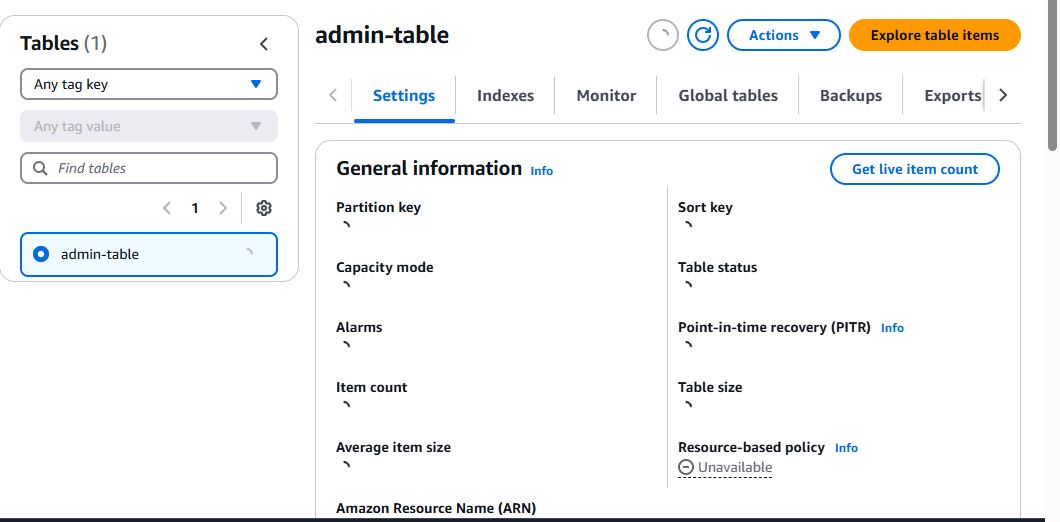 Tables (1)
Any tag key
Any tag value
Find tables
1
admin-table
admin-table
Actions
Explore table items
Settings
Indexes
Monitor
Global tables
Backups
Exports
General information Info
Get live item count
Partition key
Sort key
Capacity mode
Table status
Alarms
Point-in-time recovery (PITR) Info
Item count
Table size
Average item size
Resource-based policy Info
Unavailable
Amazon Resource Name (ARN)